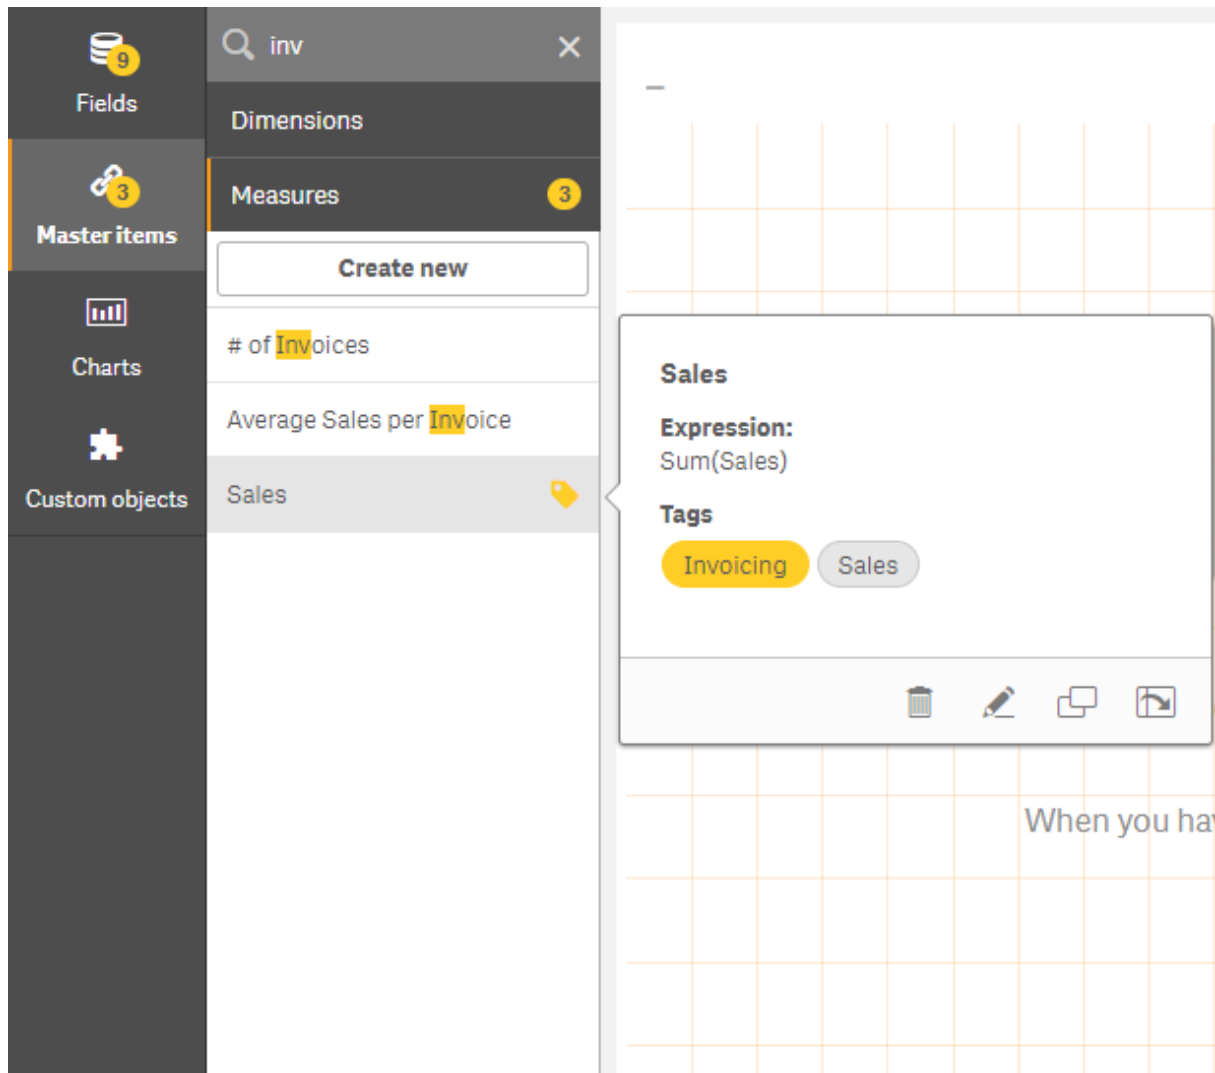 9
Fields
3
Master items
Charts
Custom objects
inv
Dimensions
Measures 3
Create new
# of Invoices
Average Sales per Invoice
Sales
Sales
Expression:
Sum(Sales)
Tags
Invoicing Sales
When you hav